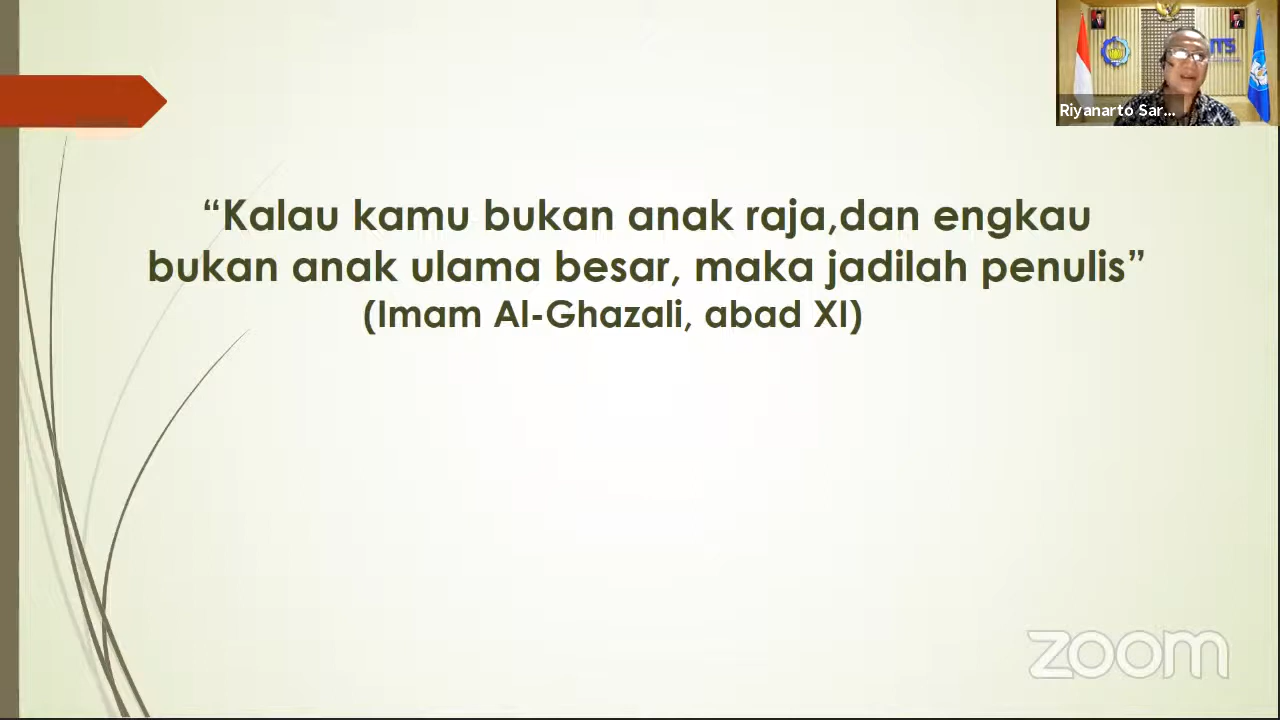 Riyanarto Sar...
“Kalau kamu bukan anak raja,dan engkau
bukan anak ulama besar, maka jadilah penulis”
(Imam Al-Ghazali, abad XI)
zoom